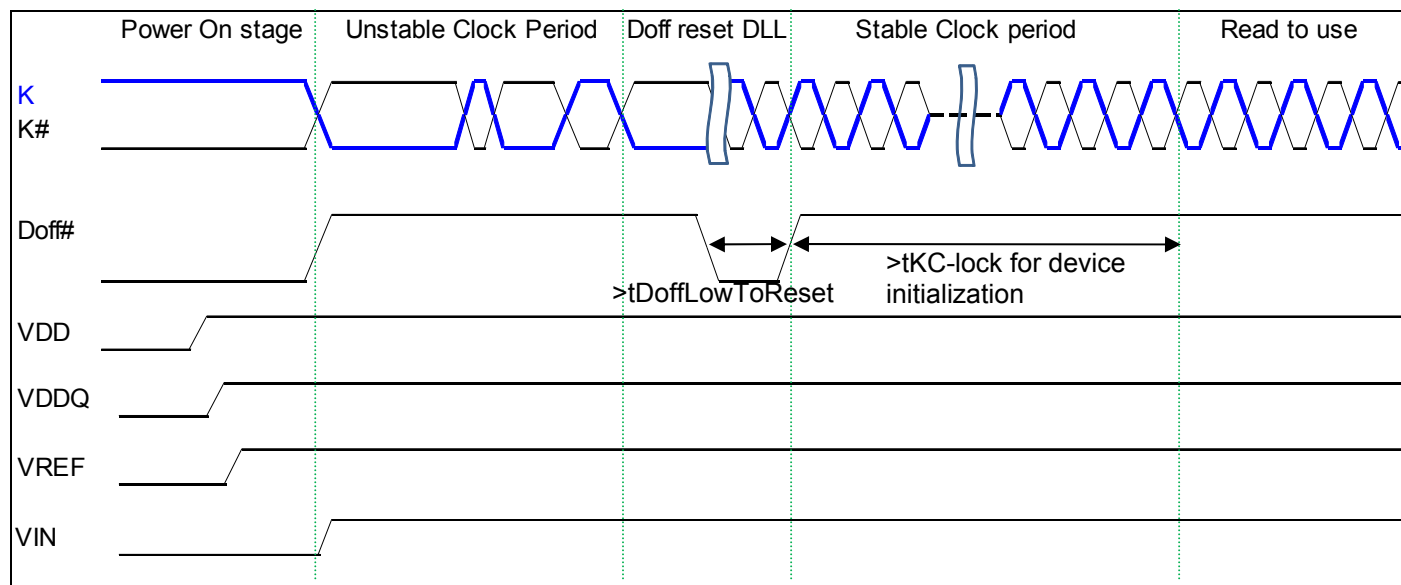 Power On stage
Unstable Clock Period
Doff reset DLL
Stable Clock period
Read to use
K
K#
Doff#
>tDoffLowToReset
>tKC-lock for device
initialization
VDD
VDDQ
VREF
VIN